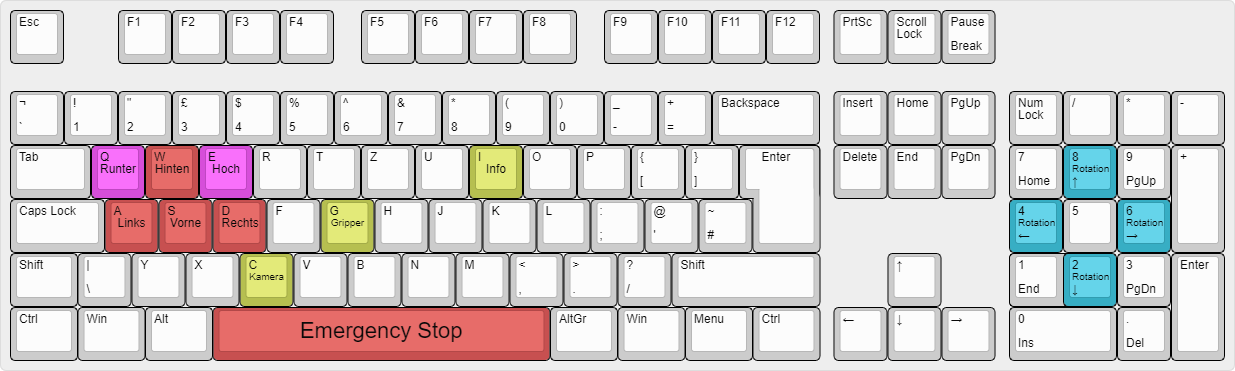 Esc F1 F2 F3 F4 F5 F6 F7 F8 F9 F10 F11 F12 PrtSc Scroll Lock Pause Break
¬ ` ! 1 " 2 £ 3 $ 4 % 5 ^ 6 & 7 * 8 ( 9 ) 0 _ - + = Backspace Insert Home PgUp Num Lock / * -
Tab Q Runter W Hinten E Hoch R T Z U I Info O P { [ } ] Enter Delete End PgDn 7 Home 8 Rotation ↑ 9 PgUp +
Caps Lock A Links S Vorne D Rechts F G Gripper H J K L : ; @ ' ~ # 4 Rotation ← 5 6 Rotation →
Shift | \ Y X C Kamera V B N M < , > . ? / Shift ↑ 1 End 2 Rotation ↓ 3 PgDn Enter
Ctrl Win Alt Emergency Stop AltGr Win Menu Ctrl ← ↓ → 0 Ins . Del